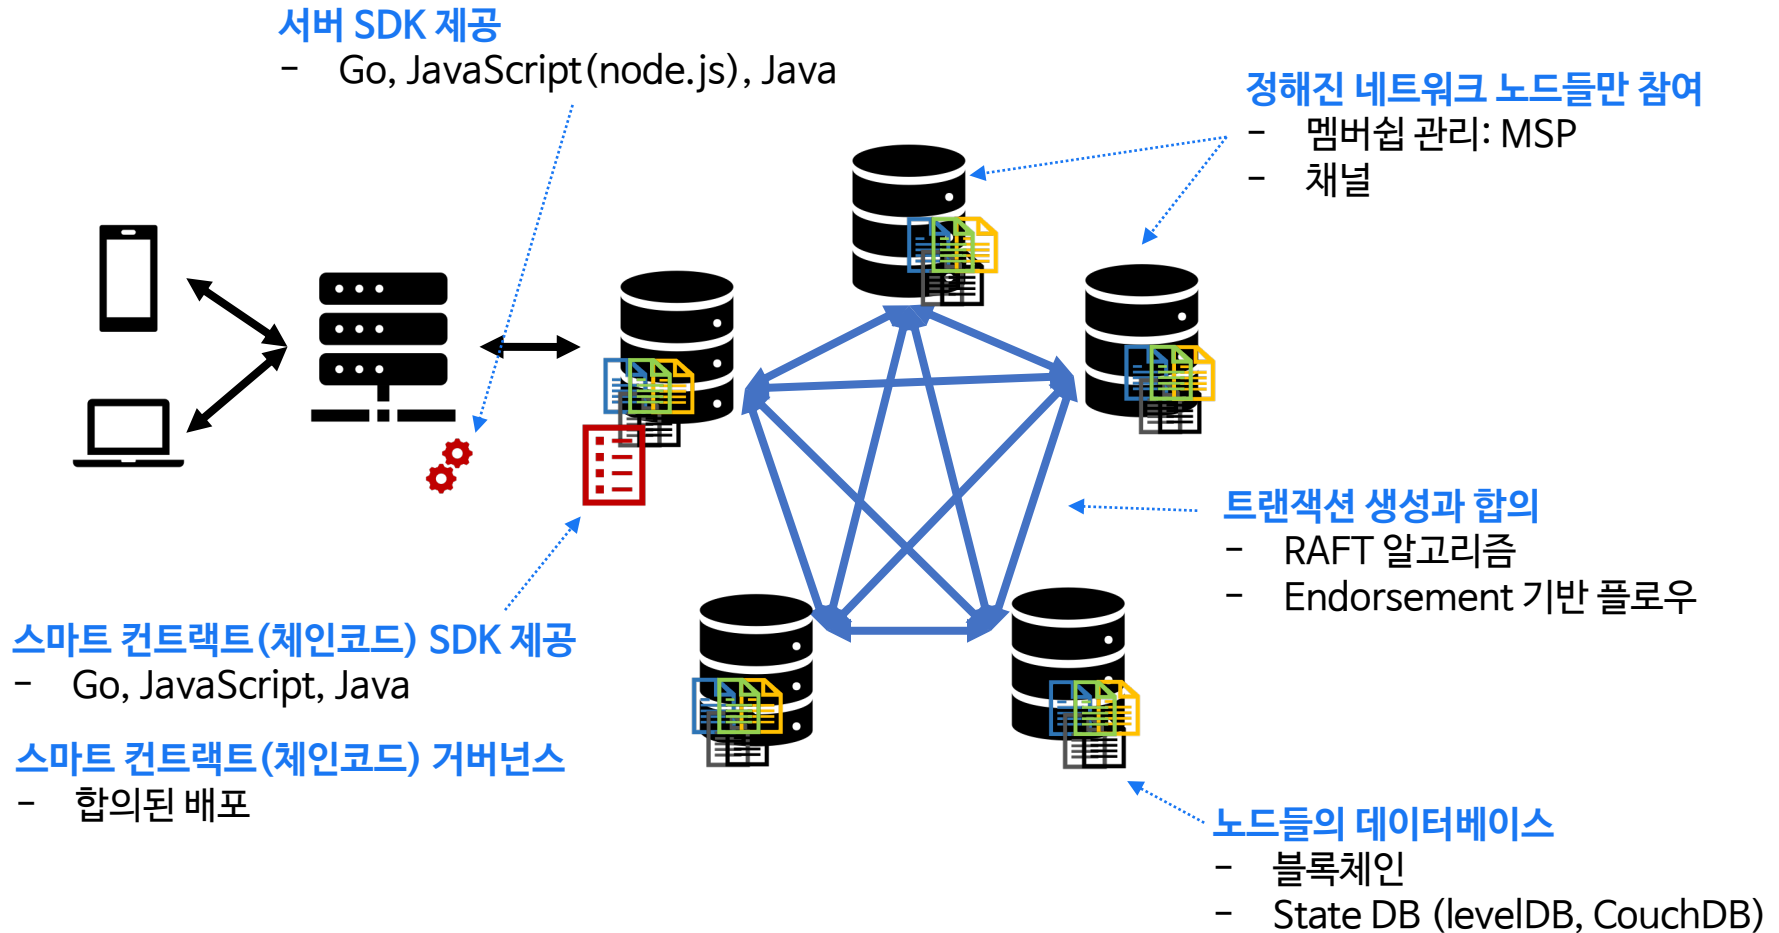 서버 SDK 제공
- Go, JavaScript(node.js), Java
정해진 네트워크 노드들만 참여
- 멤버쉽 관리: MSP
- 채널
트랜잭션 생성과 합의
- RAFT 알고리즘
- Endorsement 기반 플로우
스마트 컨트랙트(체인코드) SDK 제공
- Go, JavaScript, Java
스마트 컨트랙트(체인코드) 거버넌스
- 합의된 배포
노드들의 데이터베이스
- 블록체인
- State DB (levelDB, CouchDB)